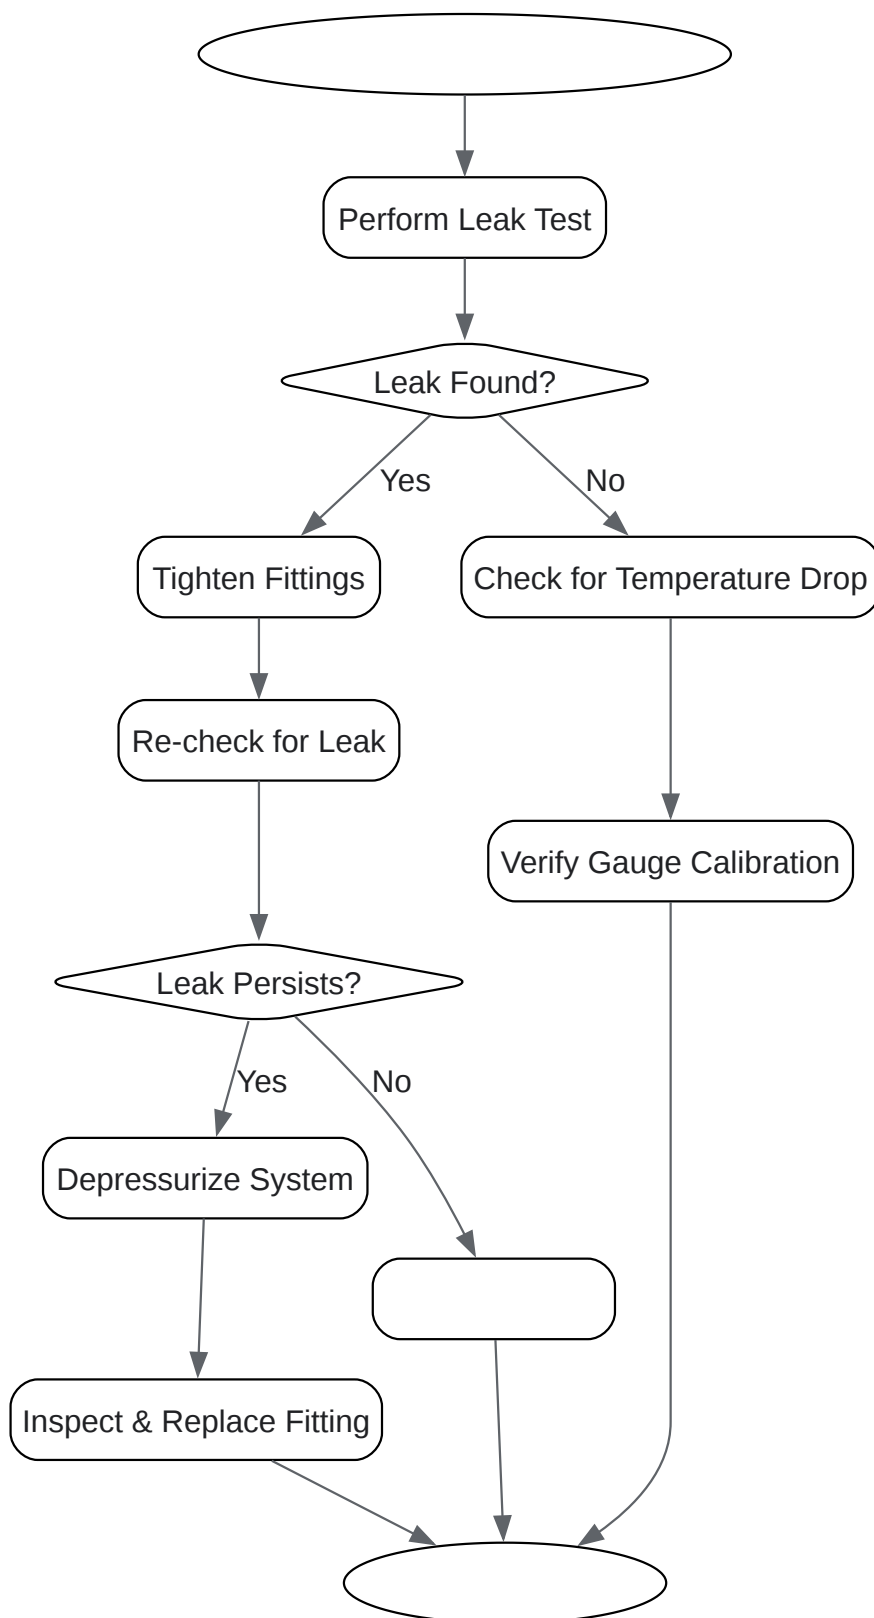 Perform Leak Test
Leak Found?
Yes
No
Tighten Fittings
Check for Temperature Drop
Re-check for Leak
Verify Gauge Calibration
Leak Persists?
Yes
No
Depressurize System
Inspect & Replace Fitting